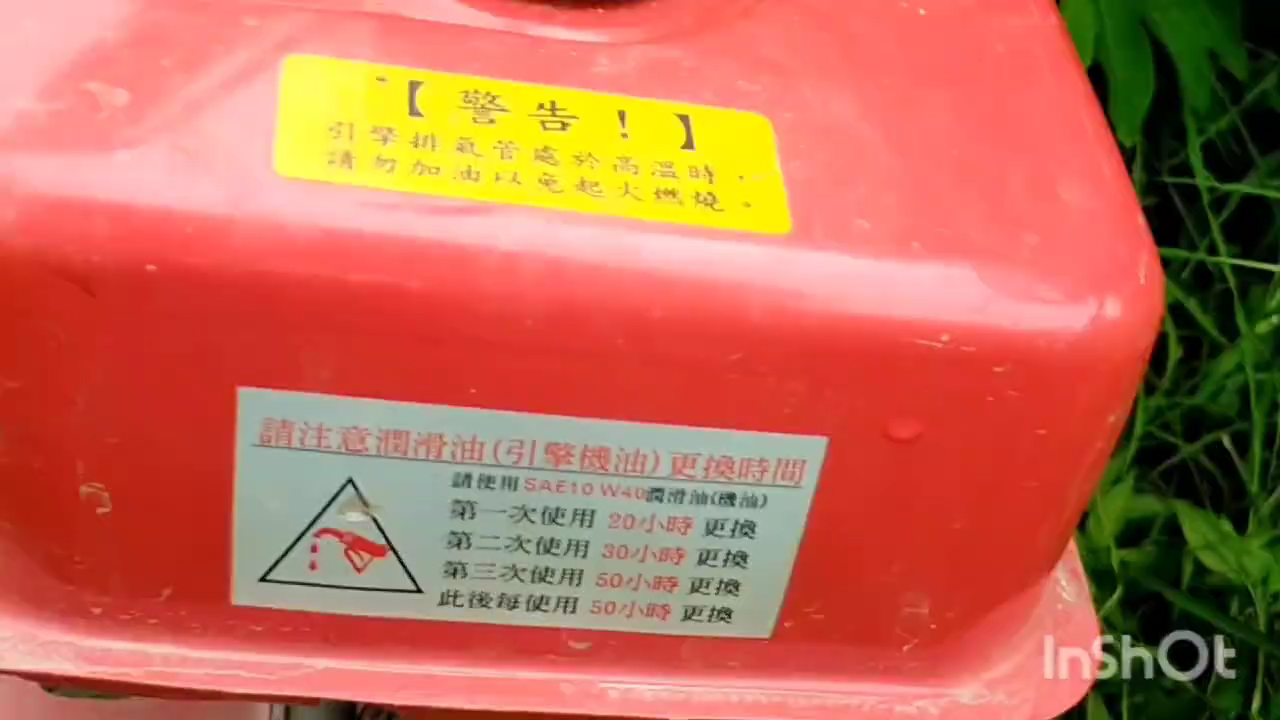 【警告！】
引擎排氣管處於高溫時，
請勿加油以免起火燃燒。
請注意潤滑油(引擎機油)更換時間
請使用SAE10 W40潤滑油(機油)
第一次使用 20小時 更換
第二次使用 30小時 更換
第三次使用 50小時 更換
此後每使用 50小時 更換
InShOt